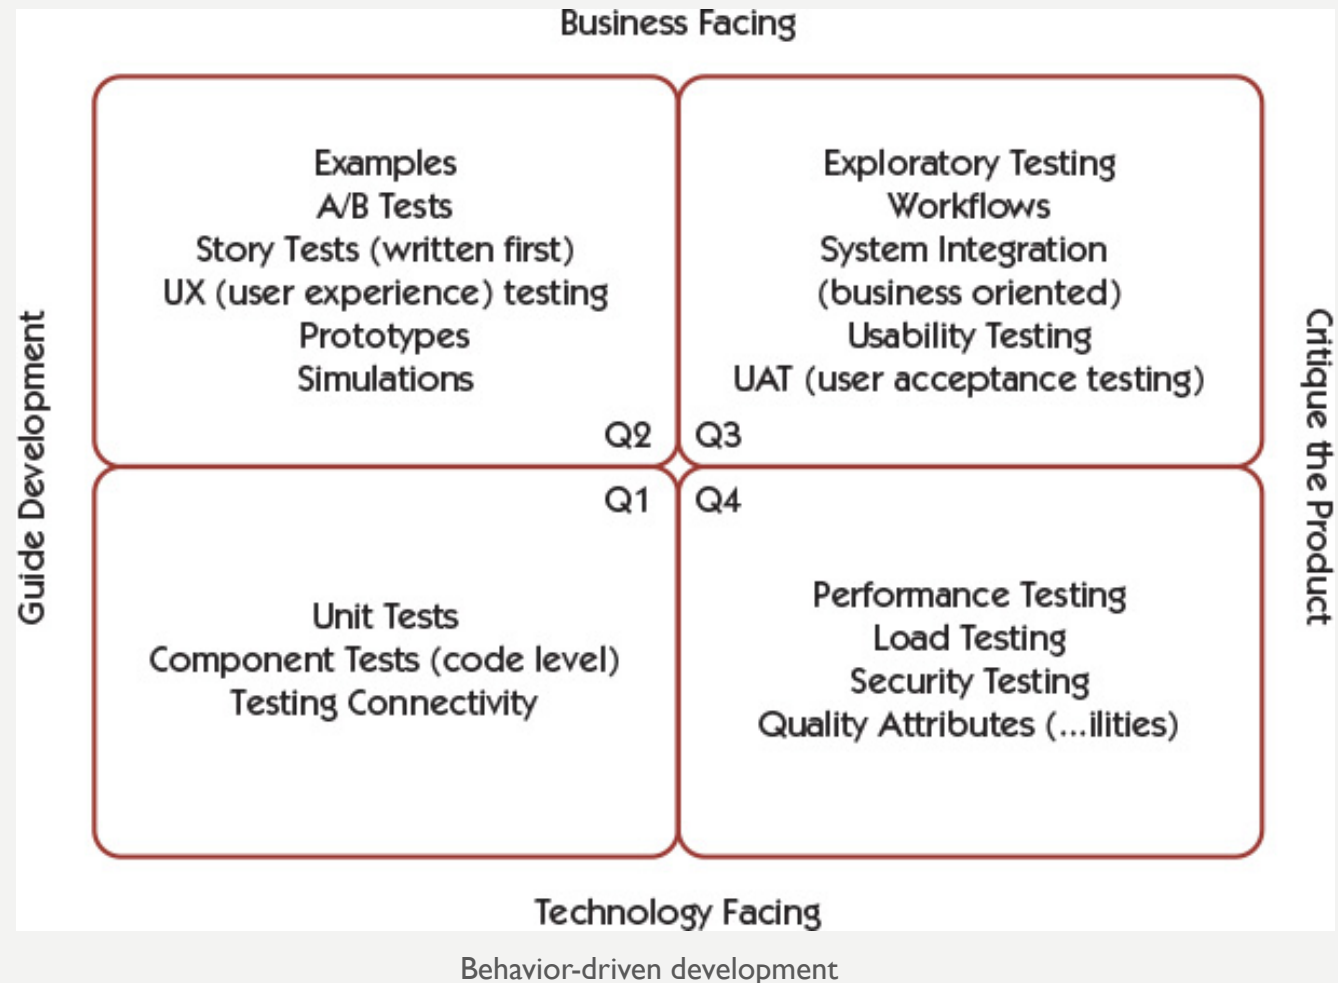 Business Facing
Guide Development
Examples
A/B Tests
Story Tests (written first)
UX (user experience) testing
Prototypes
Simulations
Q2
Exploratory Testing
Workflows
System Integration
(business oriented)
Usability Testing
UAT (user acceptance testing)
Q3
Critique the Product
Q1
Unit Tests
Component Tests (code level)
Testing Connectivity
Q4
Performance Testing
Load Testing
Security Testing
Quality Attributes (...ilities)
Technology Facing
Behavior-driven development